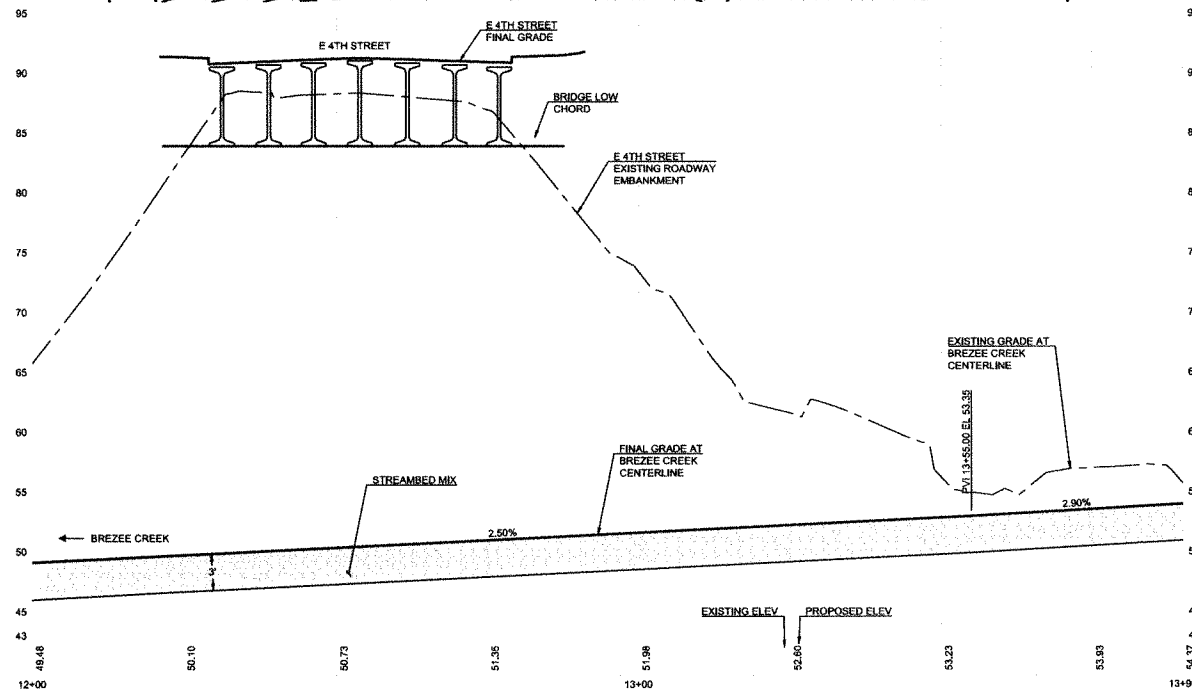 95
E 4TH STREET
FINAL GRADE
E 4TH STREET
90
BRIDGE LOW
CHORD
85
E 4TH STREET
EXISTING ROADWAY
EMBANKMENT
80
75
70
EXISTING GRADE AT
BREZEE CREEK
CENTERLINE
65
PVI 13+55.00 EL 53.35
60
FINAL GRADE AT
BREZEE CREEK
CENTERLINE
STREAMBED MIX
55
2.90%
2.50%
BREZEE CREEK
50
3'
45
EXISTING ELEV
PROPOSED ELEV
43
49.48
50.10
50.73
51.35
51.98
52.60
53.23
53.93
54.37
12+00
13+00